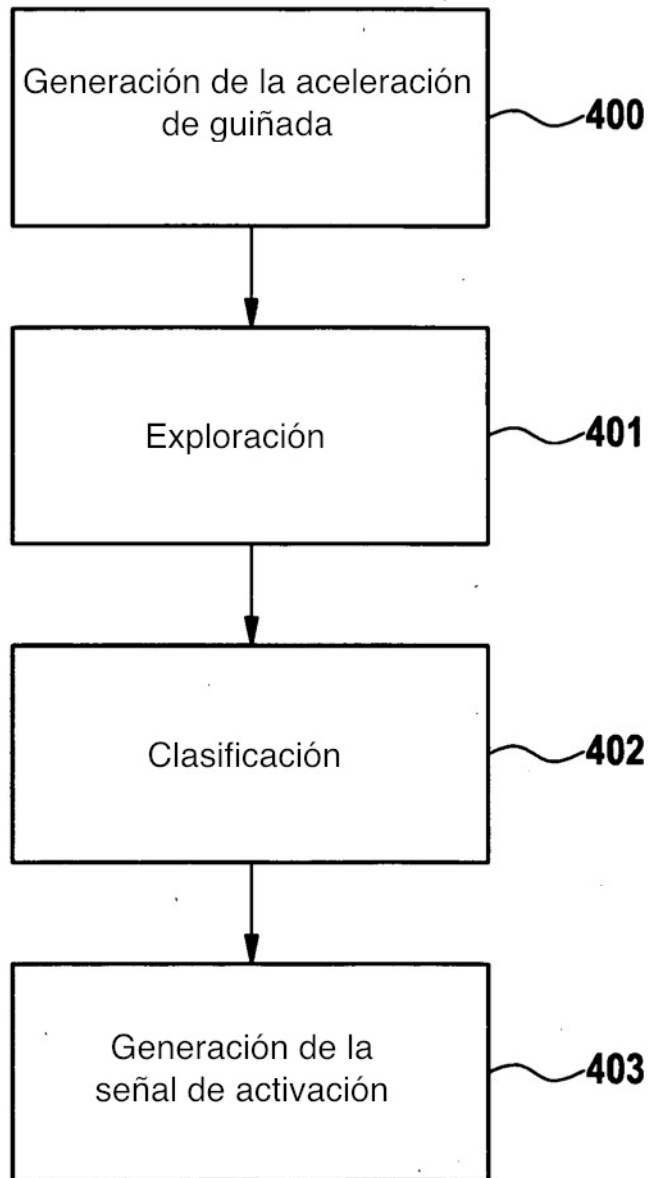 Generación de la aceleración
de guiñada
400
Exploración
401
Clasificación
402
Generación de la
señal de activación
403